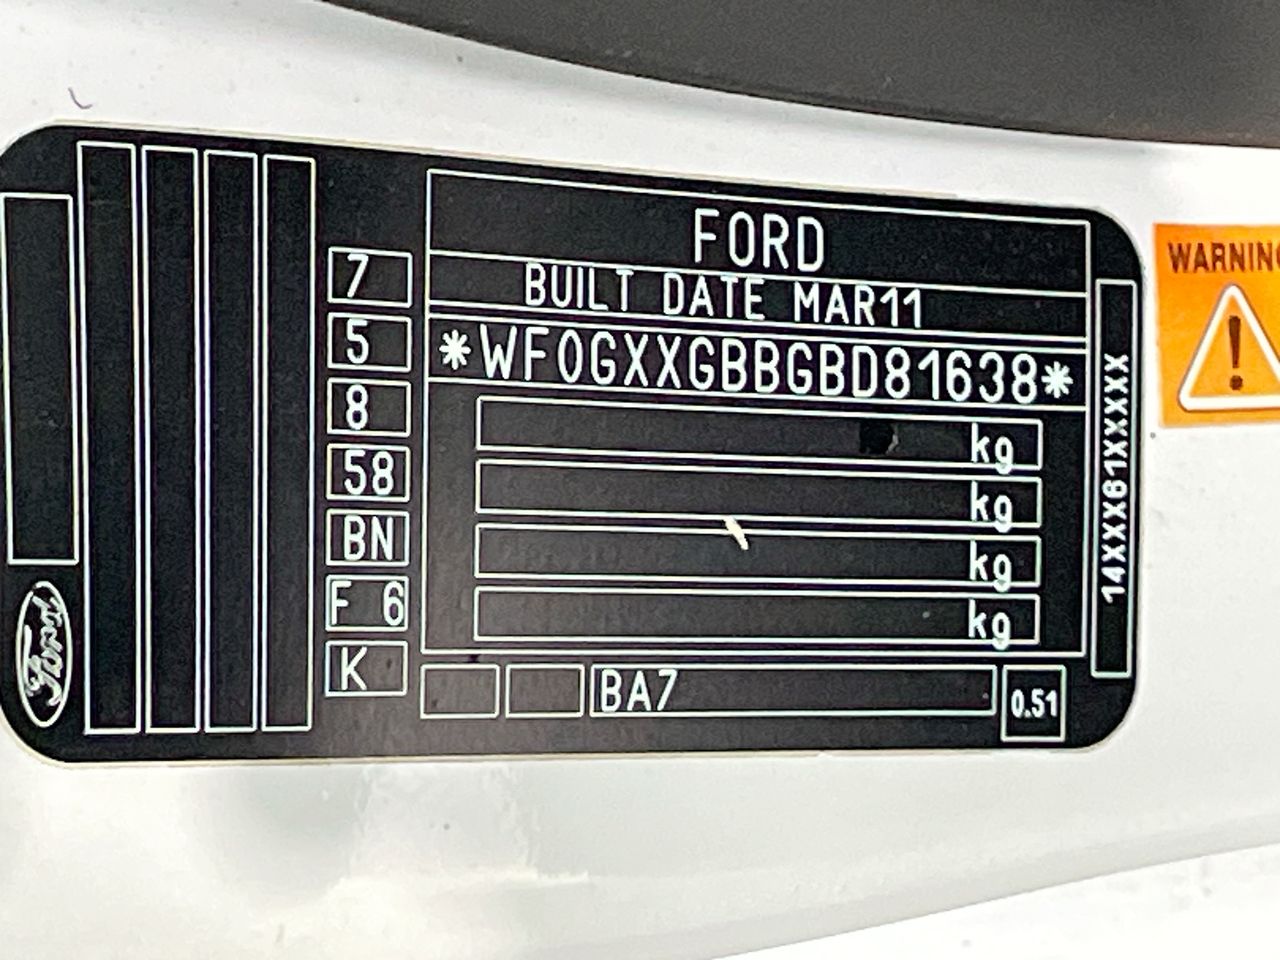 FORD
BUILT DATE MAR11
*WF0GXXGBBGBD81638*
7
5
8
58
BN
F 6
K
kg
kg
kg
kg
BA7
0.51
14XXX61XXXXX
Ford
WARNING